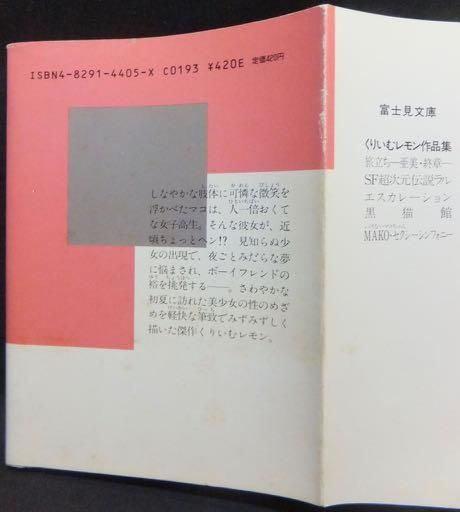 ISBN4-8291-4405-X C0193 ¥420E 定価420円
しなやかな肢体に可憐な微笑を
浮かべたマコは、人一倍おくて
な女子高生。そんな彼女が、近
頃ちょっとヘン!? 見知らぬ少
女の出現で、夜ごとみだらな夢
に悩まされ、ボーイフレンドの
裕を挑発する――。さわやかな
初夏に訪れた美少女の性のめざ
めを軽快な筆致でみずみずしく
描いた傑作くりいむレモン。
富士見文庫
くりいむレモン作品集
旅立ち―亜美・終章―
SF超次元伝説ラル
エスカレーション
黒猫館
MAKO・セクシーシンフォニー